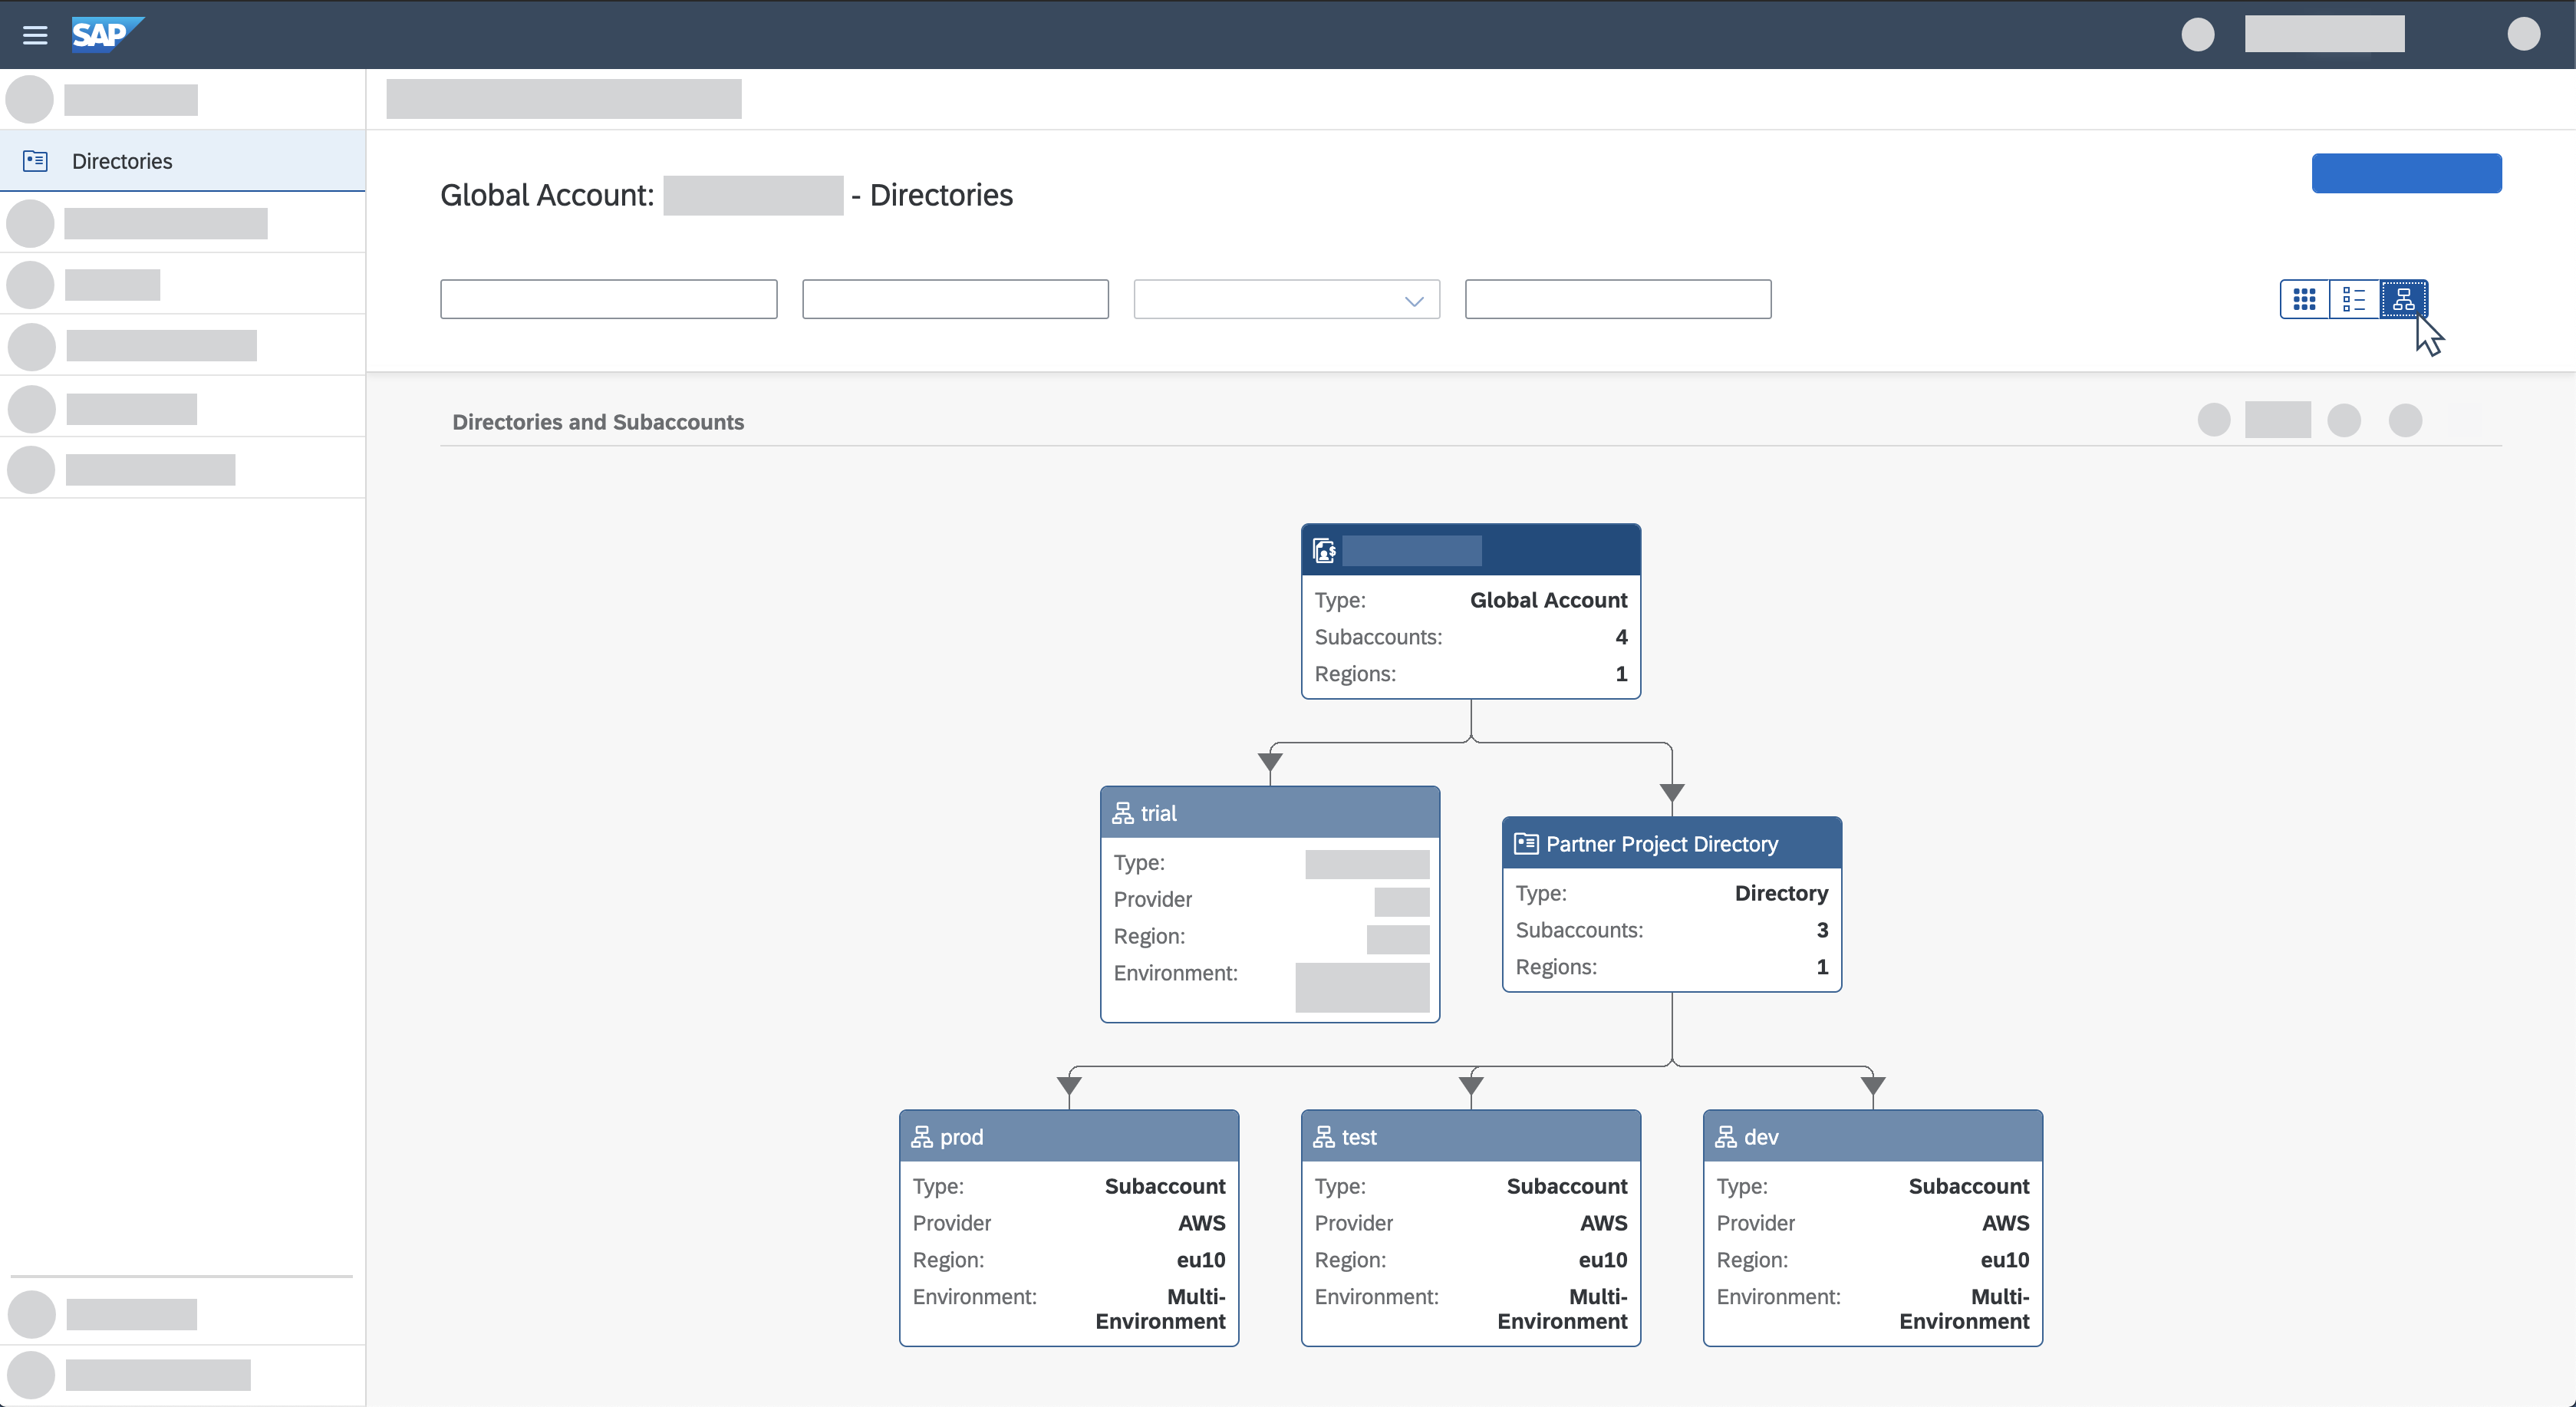 SAP
Directories
Global Account:
- Directories
Directories and Subaccounts
Type: Global Account
Subaccounts: 4
Regions: 1
trial
Type:
Provider
Region:
Environment:
Partner Project Directory
Type: Directory
Subaccounts: 3
Regions: 1
prod
Type: Subaccount
Provider AWS
Region: eu10
Environment: Multi-
Environment
test
Type: Subaccount
Provider AWS
Region: eu10
Environment: Multi-
Environment
dev
Type: Subaccount
Provider AWS
Region: eu10
Environment: Multi-
Environment